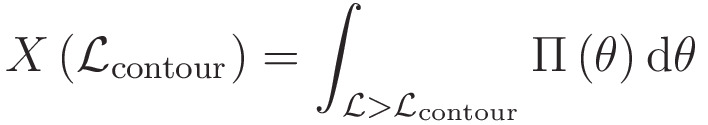 X (ℒ_contour) = ∫_{ℒ>ℒ_contour} Π (θ) dθ